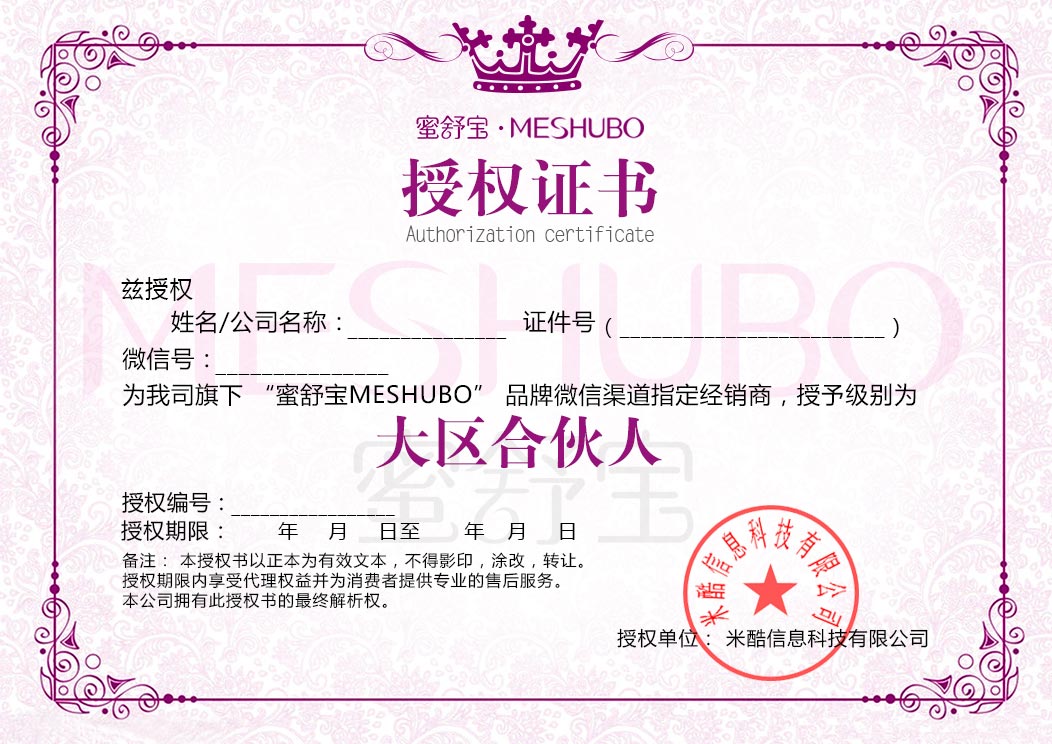 蜜舒宝·MESHUBO
授权证书
Authorization certificate
MESHUBO
兹授权
姓名/公司名称：______________ 证件号（________________________）
微信号：_______________
为我司旗下 “蜜舒宝MESHUBO” 品牌微信渠道指定经销商，授予级别为
大区合伙人
蜜舒宝
授权编号：________________
授权期限： 年 月 日至 年 月 日
备注： 本授权书以正本为有效文本，不得影印，涂改，转让。
授权期限内享受代理权益并为消费者提供专业的售后服务。
本公司拥有此授权书的最终解析权。
米酷信息科技有限公司
授权单位： 米酷信息科技有限公司